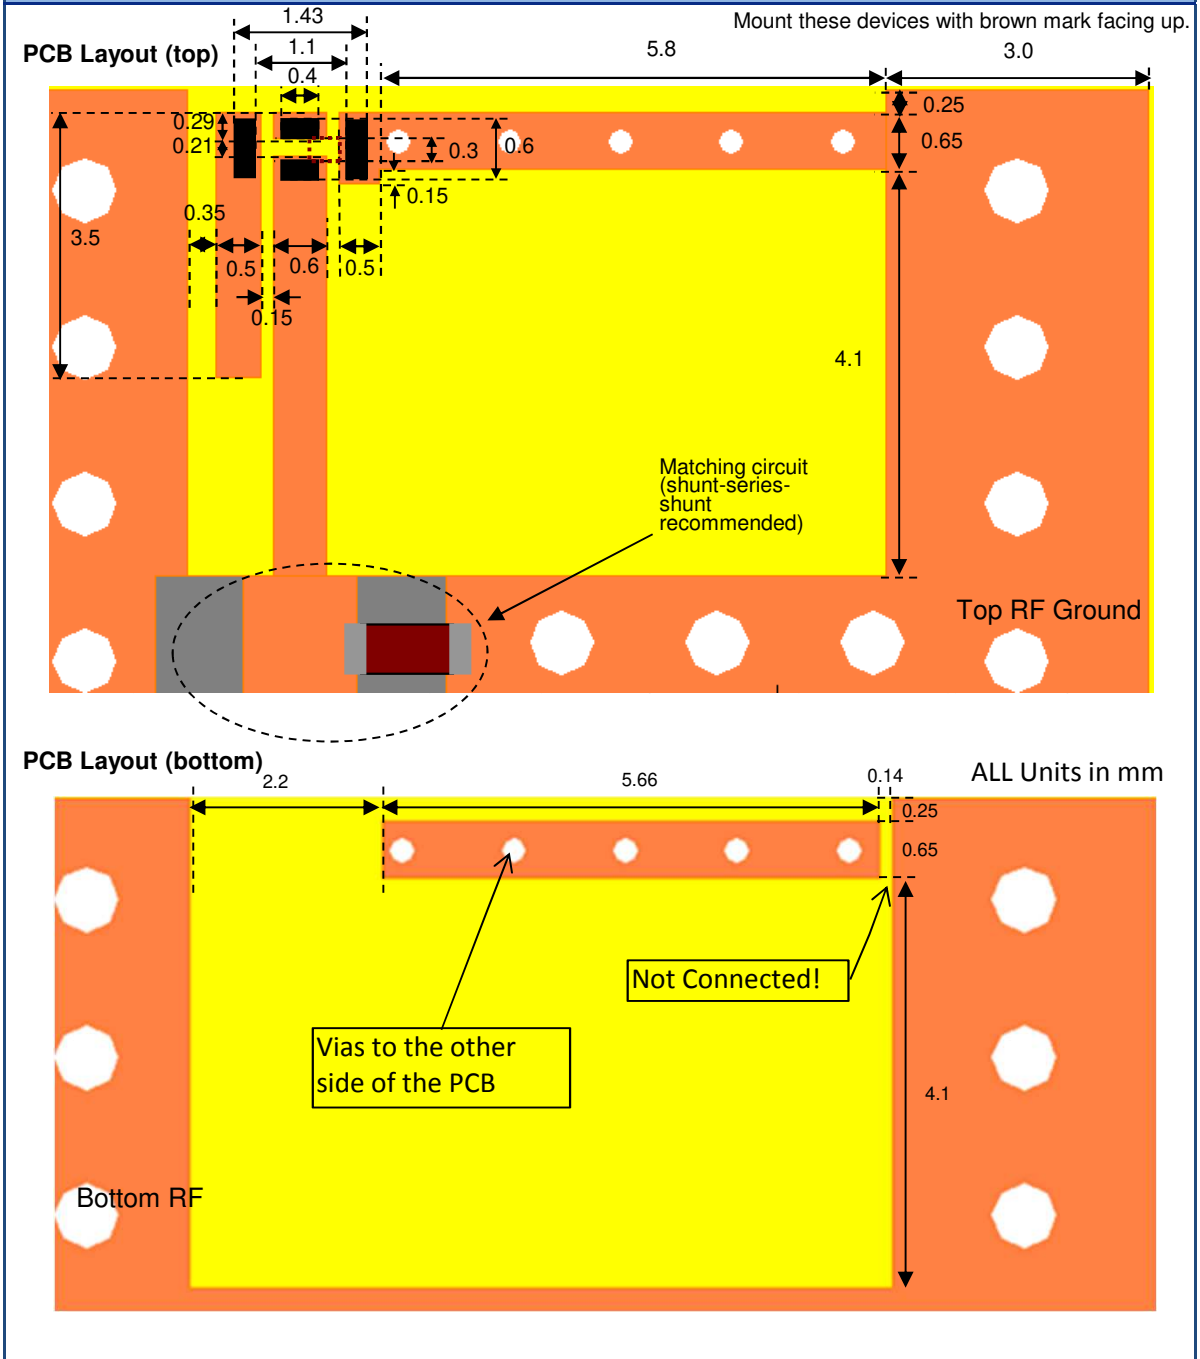 Mount these devices with brown mark facing up.
PCB Layout (top)
1.43
1.1
0.4
5.8
3.0
0.29
0.21
0.3
0.6
0.25
0.65
0.15
0.35
3.5
0.5
0.6
0.5
0.15
4.1
Matching circuit
(shunt-series-
shunt
recommended)
Top RF Ground
PCB Layout (bottom)
ALL Units in mm
2.2
5.66
0.14
0.25
0.65
Not Connected!
Vias to the other
side of the PCB
4.1
Bottom RF